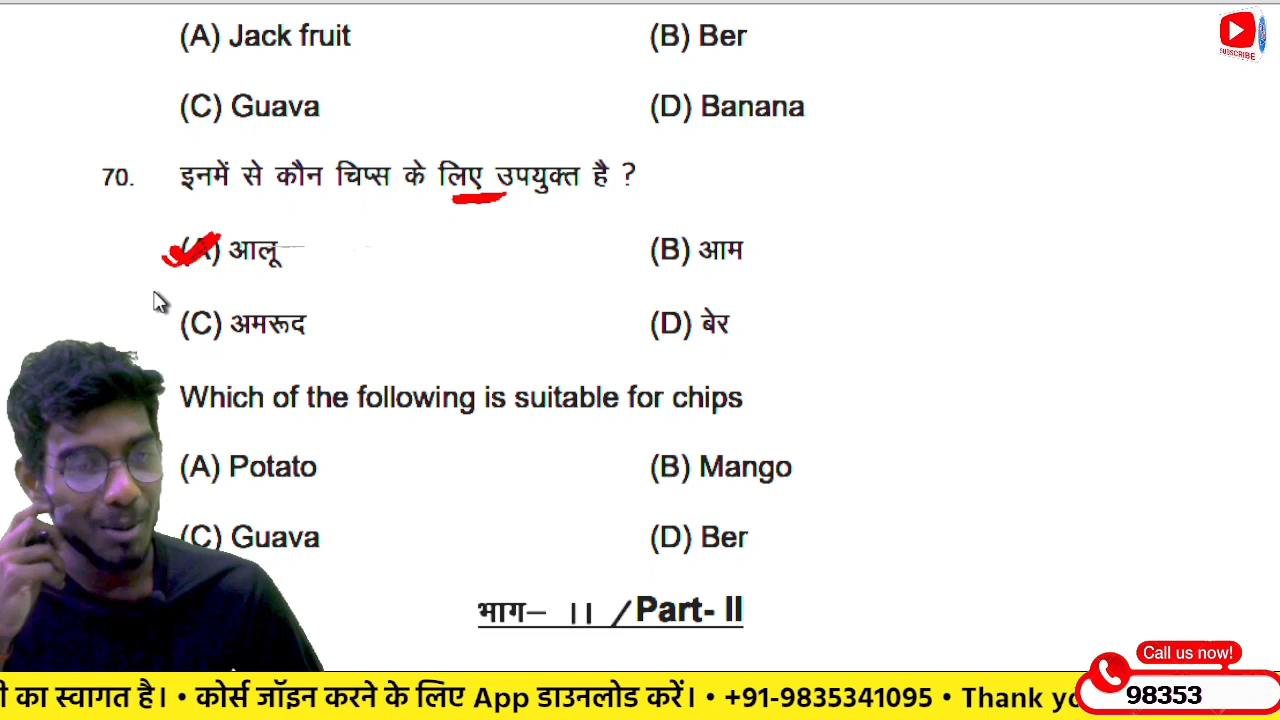 (A) Jack fruit (B) Ber
SUBSCRIBE
(C) Guava (D) Banana
70. इनमें से कौन चिप्स के लिए उपयुक्त है ?
(A) आलू (B) आम
(C) अमरूद (D) बेर
Which of the following is suitable for chips
(A) Potato (B) Mango
(C) Guava (D) Ber
भाग– ।। / Part- II
Call us now!
ी का स्वागत है। • कोर्स जॉइन करने के लिए App डाउनलोड करें। • +91-9835341095 • Thank yo
98353